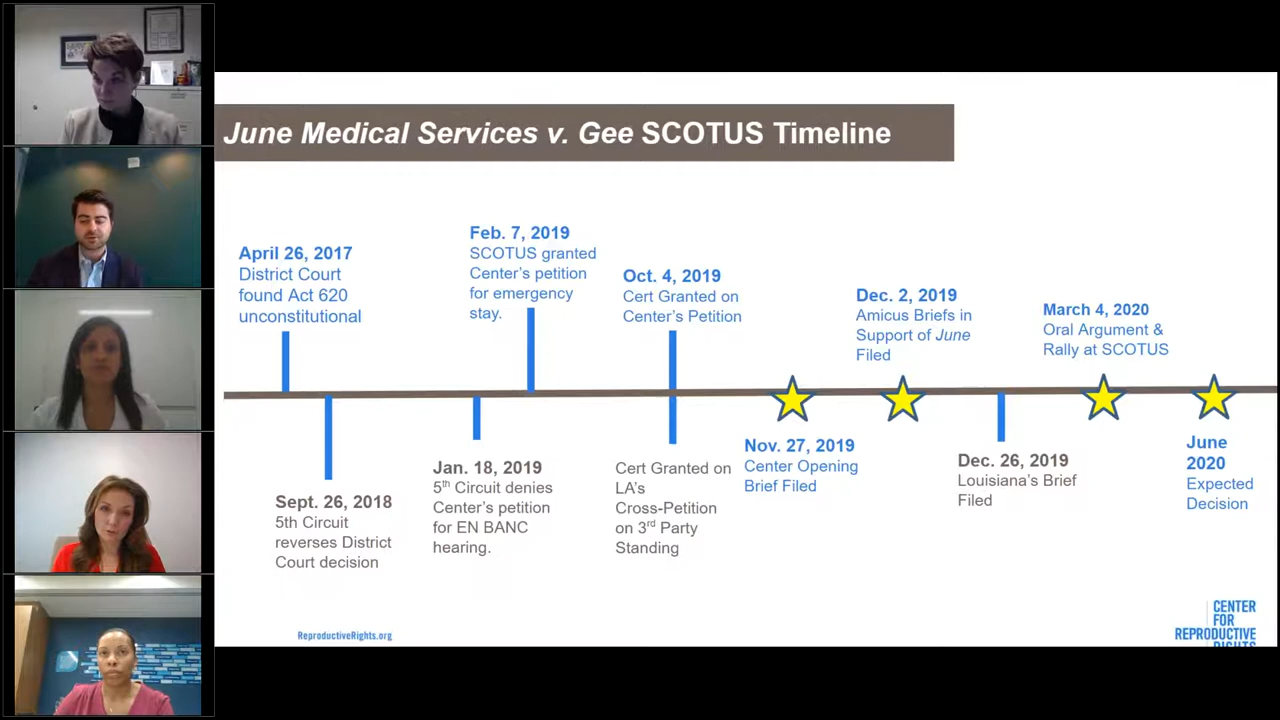 June Medical Services v. Gee SCOTUS Timeline
April 26, 2017
District Court
found Act 620
unconstitutional
Sept. 26, 2018
5th Circuit
reverses District
Court decision
Jan. 18, 2019
5th Circuit denies
Center's petition
for EN BANC
hearing.
Feb. 7, 2019
SCOTUS granted
Center's petition
for emergency
stay.
Oct. 4, 2019
Cert Granted on
Center's Petition
Cert Granted on
LA's
Cross-Petition
on 3rd Party
Standing
Nov. 27, 2019
Center Opening
Brief Filed
Dec. 2, 2019
Amicus Briefs in
Support of June
Filed
Dec. 26, 2019
Louisiana's Brief
Filed
March 4, 2020
Oral Argument &
Rally at SCOTUS
June
2020
Expected
Decision
ReproductiveRights.org
CENTER
FOR
REPRODUCTIVE
RIGHTS